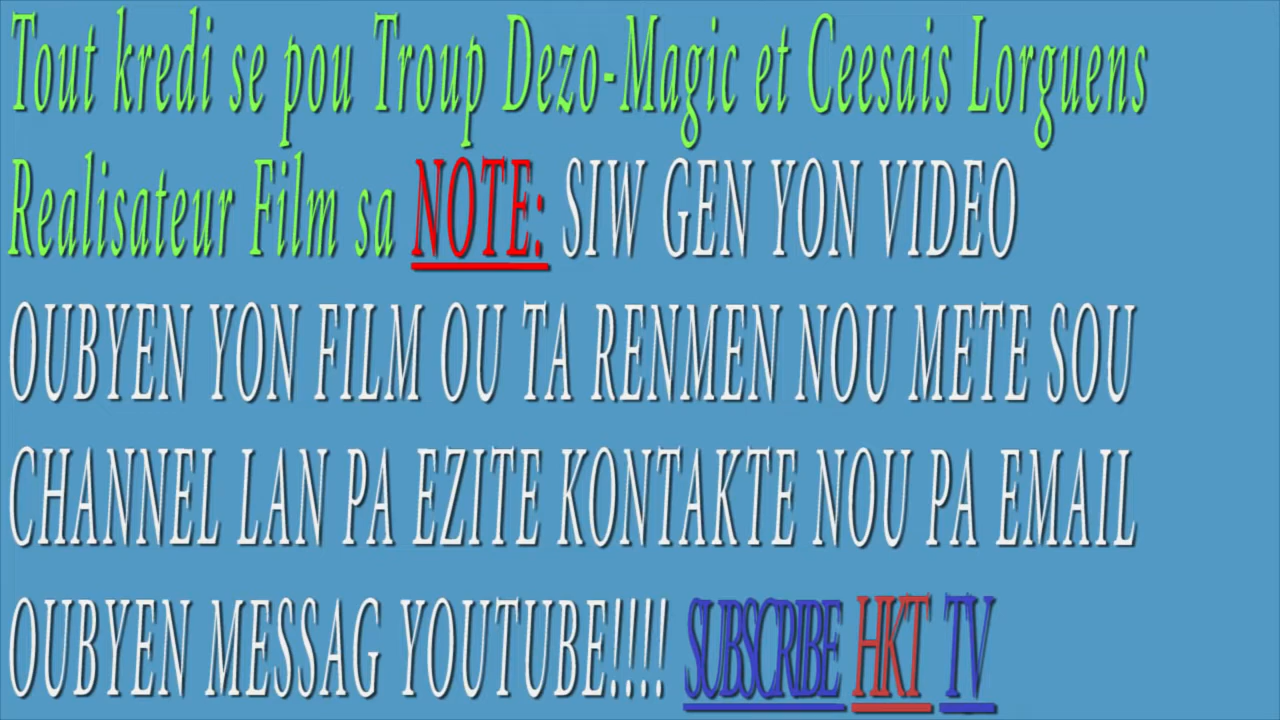 Tout kredi se pou Troup Dezo-Magic et Ceesais Lorguens
Realisateur Film sa NOTE: SIW GEN YON VIDEO
OUBYEN YON FILM OU TA RENMEN NOU METE SOU
CHANNEL LAN PA EZITE KONTAKTE NOU PA EMAIL
OUBYEN MESSAG YOUTUBE!!!! SUBSCRIBE HKT TV